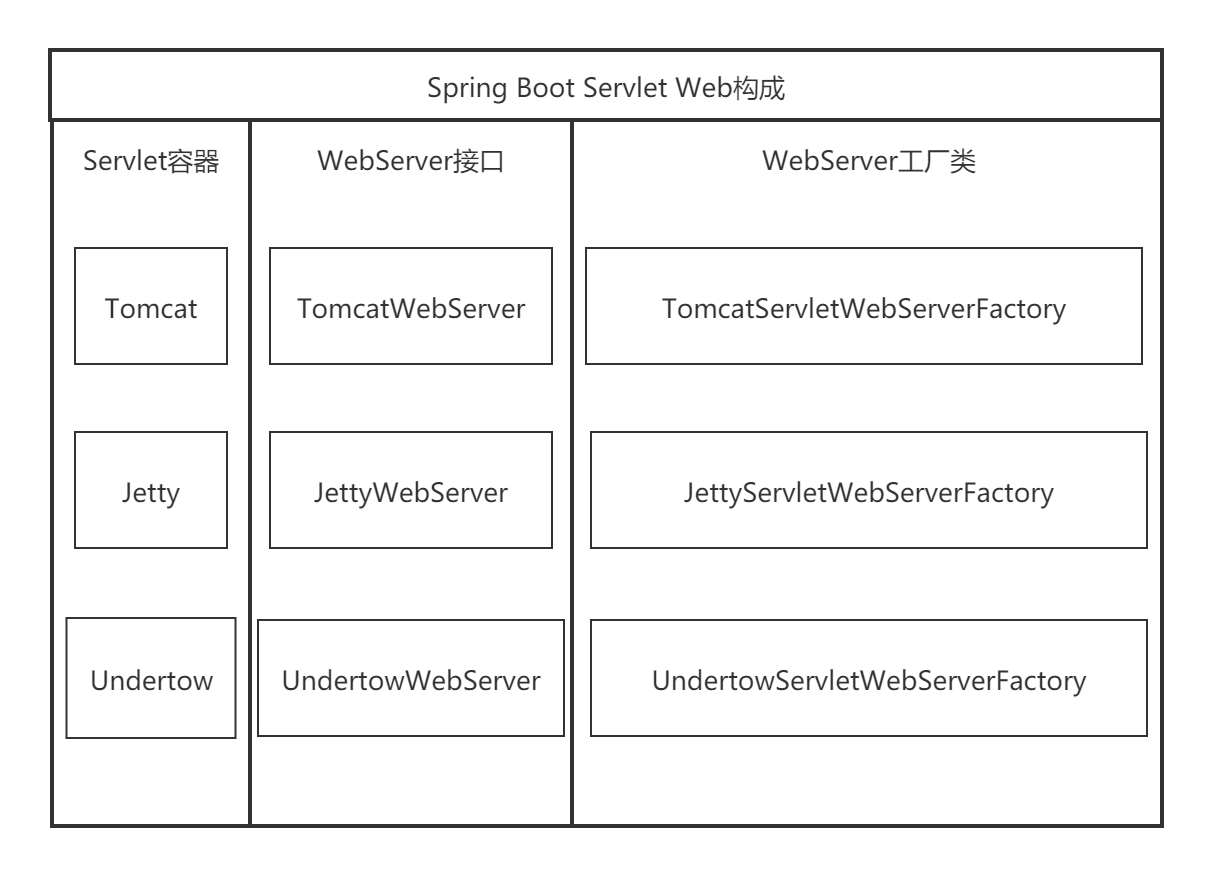 Spring Boot Servlet Web构成
Servlet容器
WebServer接口
WebServer工厂类
Tomcat
TomcatWebServer
TomcatServletWebServerFactory
Jetty
JettyWebServer
JettyServletWebServerFactory
Undertow
UndertowWebServer
UndertowServletWebServerFactory